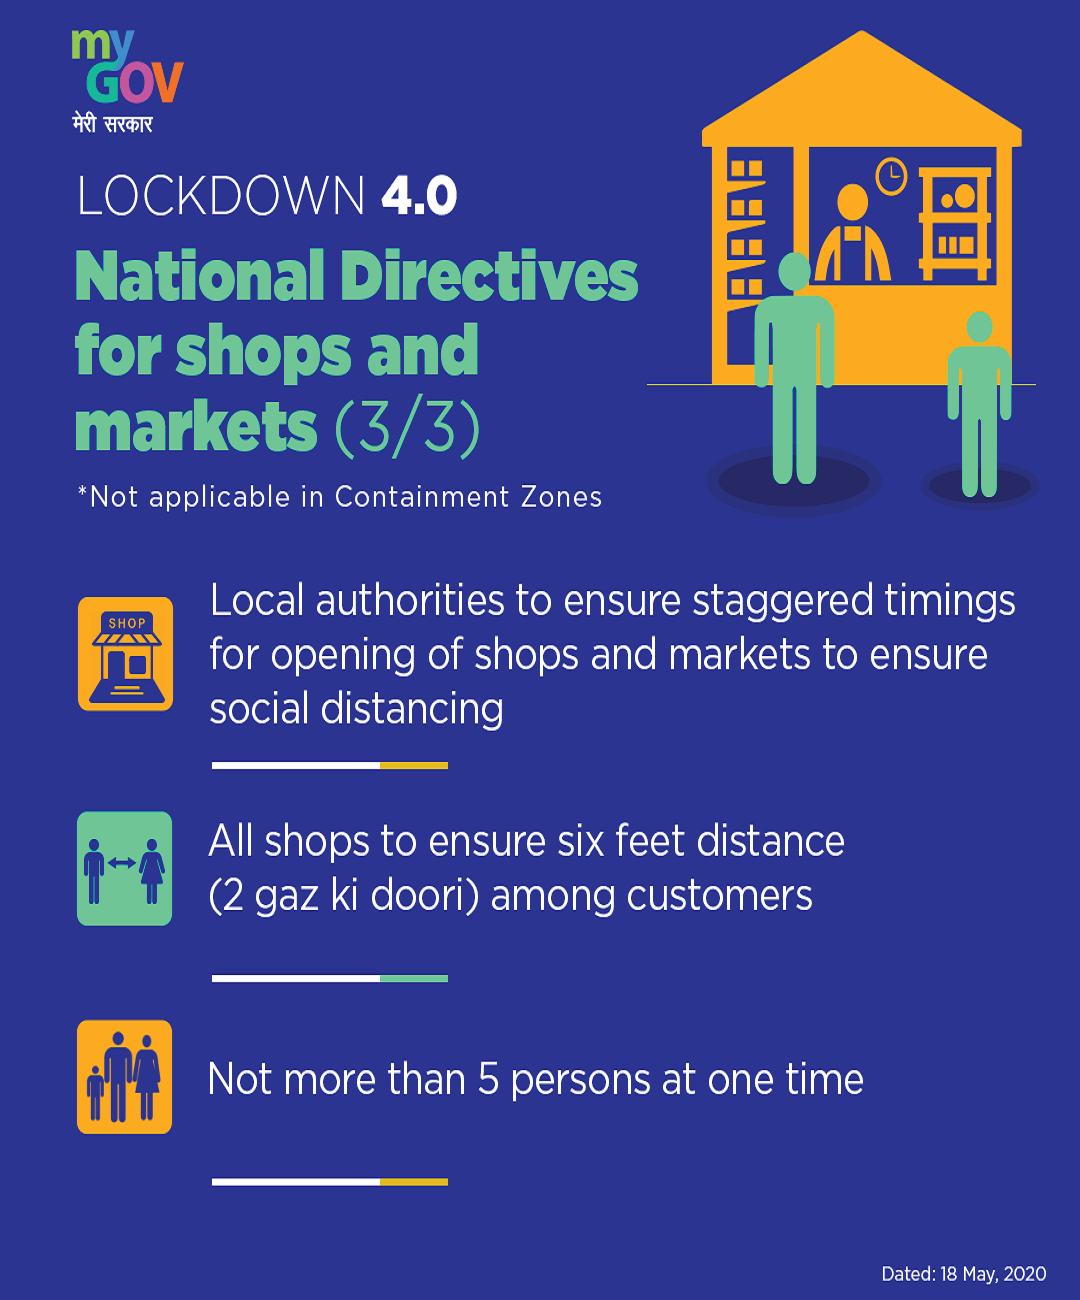 my
GOV
मेरी सरकार
LOCKDOWN 4.0
National Directives
for shops and
markets (3/3)
*Not applicable in Containment Zones
SHOP
Local authorities to ensure staggered timings
for opening of shops and markets to ensure
social distancing
All shops to ensure six feet distance
(2 gaz ki doori) among customers
Not more than 5 persons at one time
Dated: 18 May, 2020